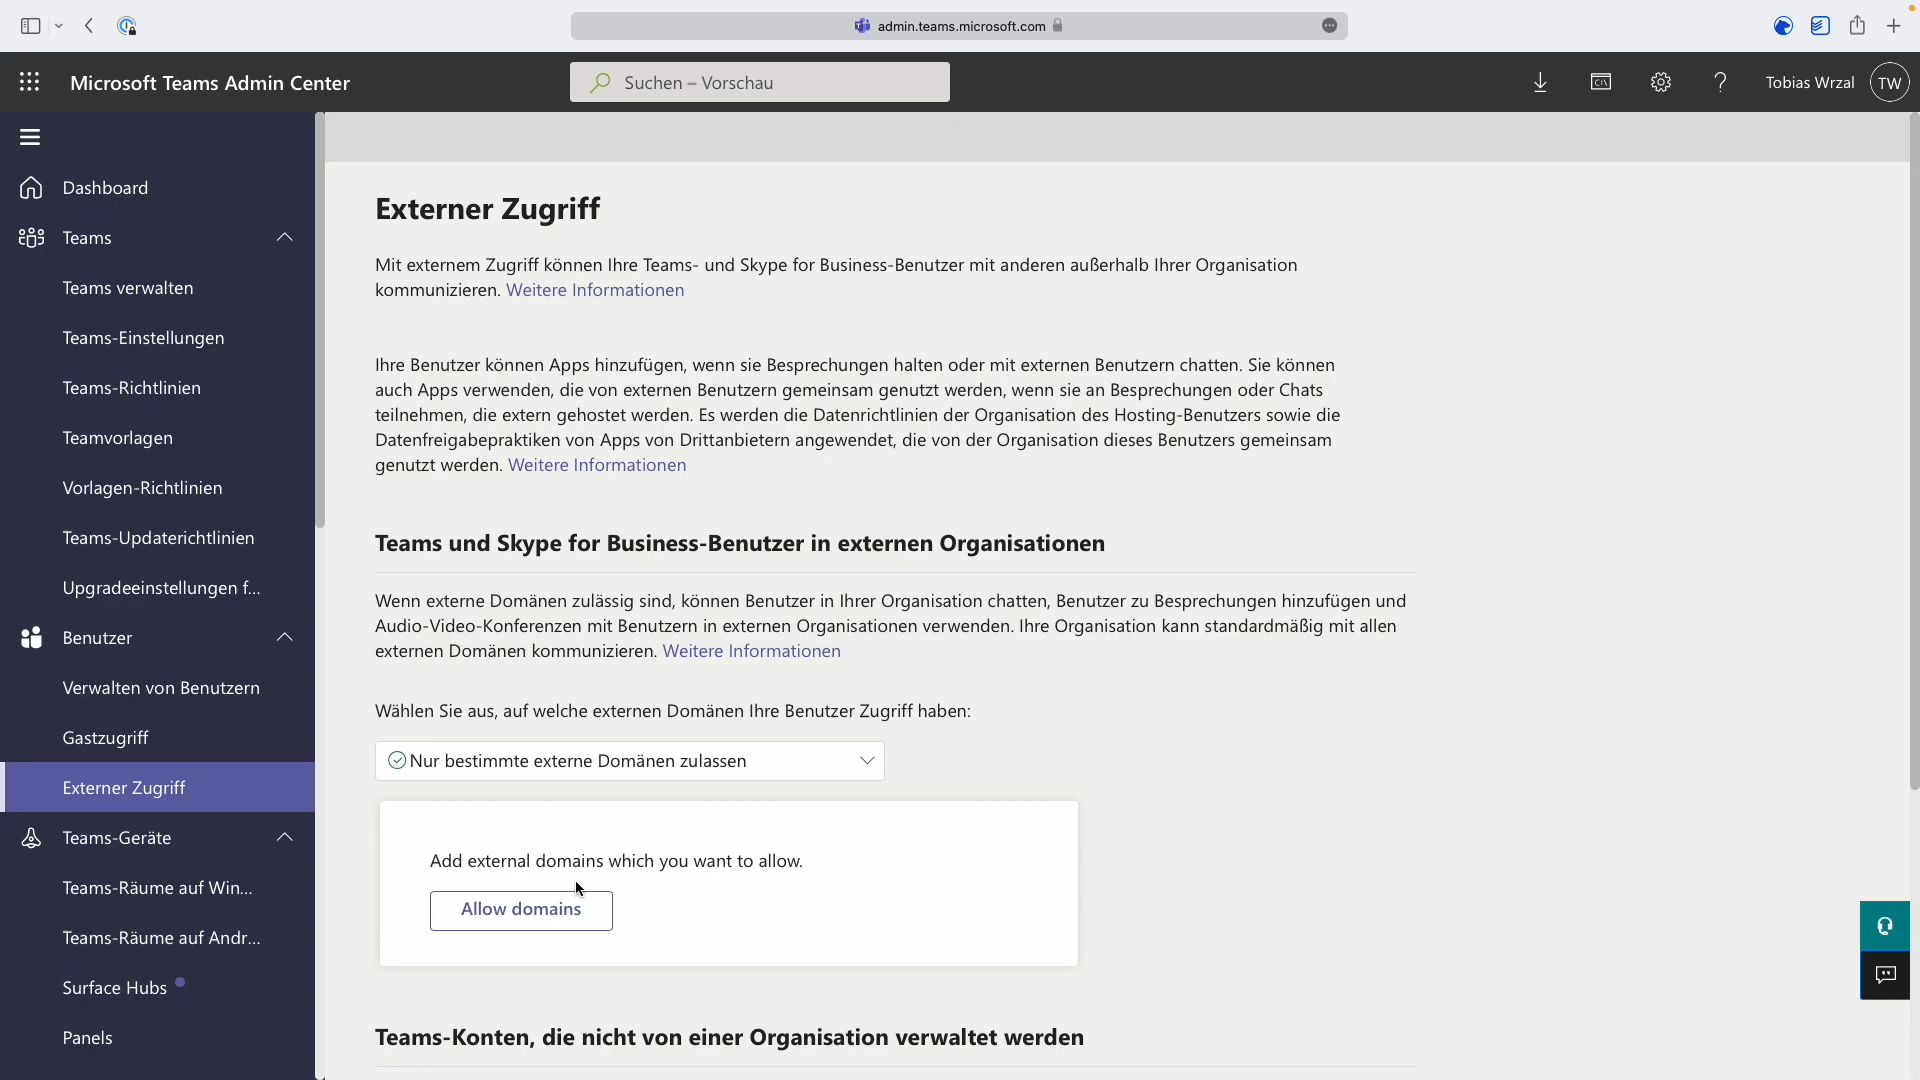 admin.teams.microsoft.com
Microsoft Teams Admin Center
Suchen – Vorschau
Tobias Wrzal
TW
Dashboard
Teams
Teams verwalten
Teams-Einstellungen
Teams-Richtlinien
Teamvorlagen
Vorlagen-Richtlinien
Teams-Updaterichtlinien
Upgradeeinstellungen f...
Benutzer
Verwalten von Benutzern
Gastzugriff
Externer Zugriff
Teams-Geräte
Teams-Räume auf Win...
Teams-Räume auf Andr...
Surface Hubs
Panels
Externer Zugriff
Mit externem Zugriff können Ihre Teams- und Skype for Business-Benutzer mit anderen außerhalb Ihrer Organisation
kommunizieren. Weitere Informationen
Ihre Benutzer können Apps hinzufügen, wenn sie Besprechungen halten oder mit externen Benutzern chatten. Sie können
auch Apps verwenden, die von externen Benutzern gemeinsam genutzt werden, wenn sie an Besprechungen oder Chats
teilnehmen, die extern gehostet werden. Es werden die Datenrichtlinien der Organisation des Hosting-Benutzers sowie die
Datenfreigabepraktiken von Apps von Drittanbietern angewendet, die von der Organisation dieses Benutzers gemeinsam
genutzt werden. Weitere Informationen
Teams und Skype for Business-Benutzer in externen Organisationen
Wenn externe Domänen zulässig sind, können Benutzer in Ihrer Organisation chatten, Benutzer zu Besprechungen hinzufügen und
Audio-Video-Konferenzen mit Benutzern in externen Organisationen verwenden. Ihre Organisation kann standardmäßig mit allen
externen Domänen kommunizieren. Weitere Informationen
Wählen Sie aus, auf welche externen Domänen Ihre Benutzer Zugriff haben:
Nur bestimmte externe Domänen zulassen
Add external domains which you want to allow.
Allow domains
Teams-Konten, die nicht von einer Organisation verwaltet werden